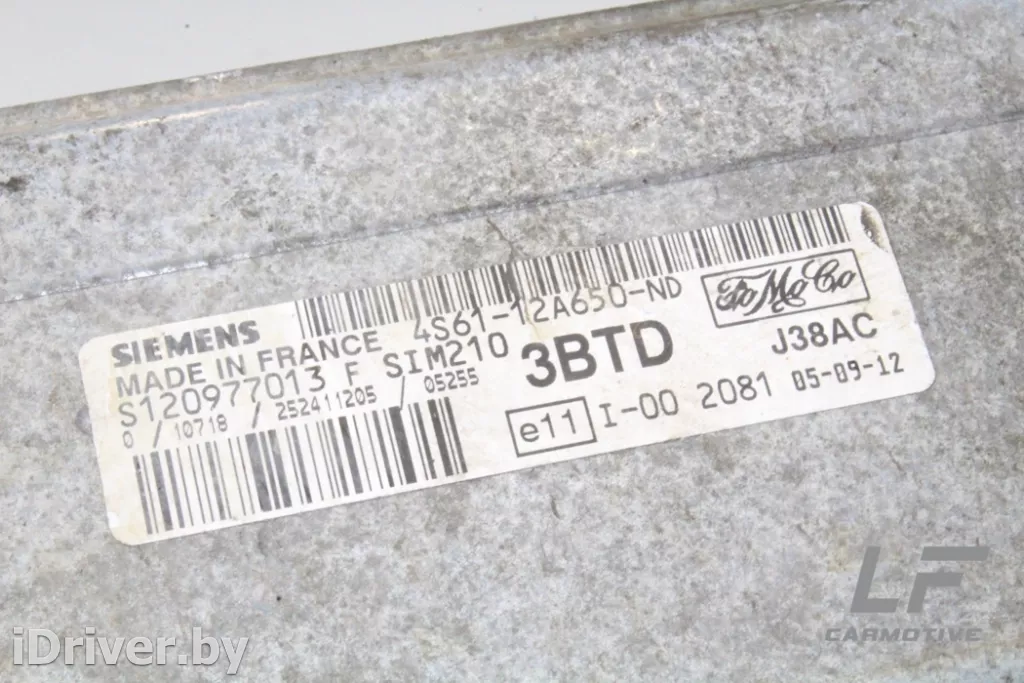 SIEMENS
MADE IN FRANCE 4S61-12A650-ND
S120977013 F SIM210 3BTD
0 / 10718 / 252411205 / 05255
FoMoCo
J38AC
e11 I-00 2081 05-09-12
LF
CARMOTIVE
iDriver.by